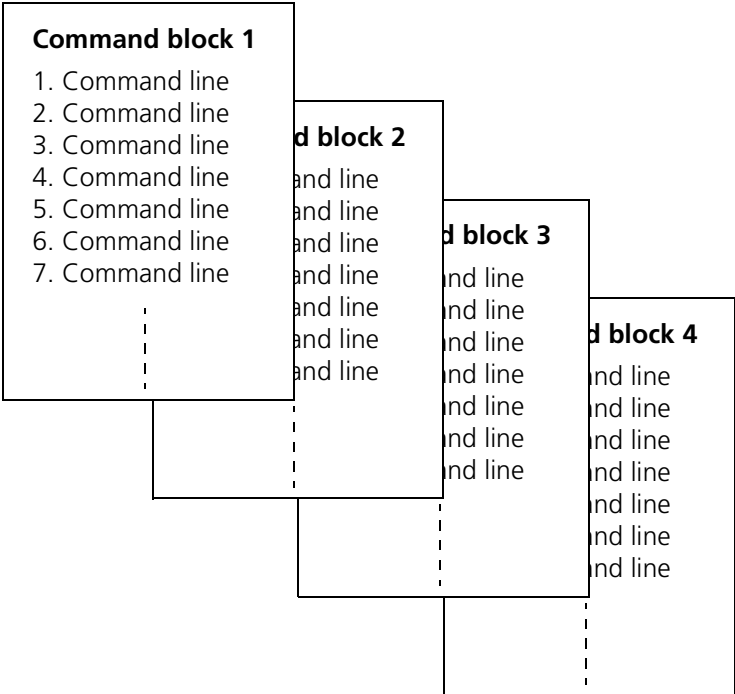 Command block 1
1. Command line
2. Command line
3. Command line
4. Command line
5. Command line
6. Command line
7. Command line
d block 2
and line
and line
and line
and line
and line
and line
and line
d block 3
nd line
nd line
nd line
nd line
nd line
nd line
nd line
d block 4
nd line
nd line
nd line
nd line
nd line
nd line
nd line